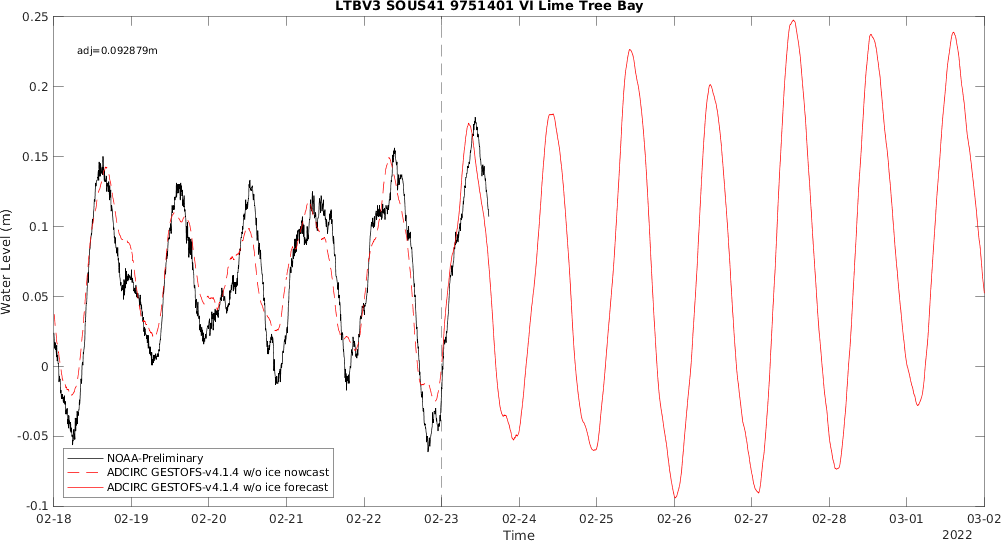 LTBV3 SOUS41 9751401 VI Lime Tree Bay
adj=0.092879m
Water Level (m)
0.25
0.2
0.15
0.1
0.05
0
-0.05
-0.1
NOAA-Preliminary
ADCIRC GESTOFS-v4.1.4 w/o ice nowcast
ADCIRC GESTOFS-v4.1.4 w/o ice forecast
02-18 02-19 02-20 02-21 02-22 02-23 02-24 02-25 02-26 02-27 02-28 03-01 03-02
Time
2022